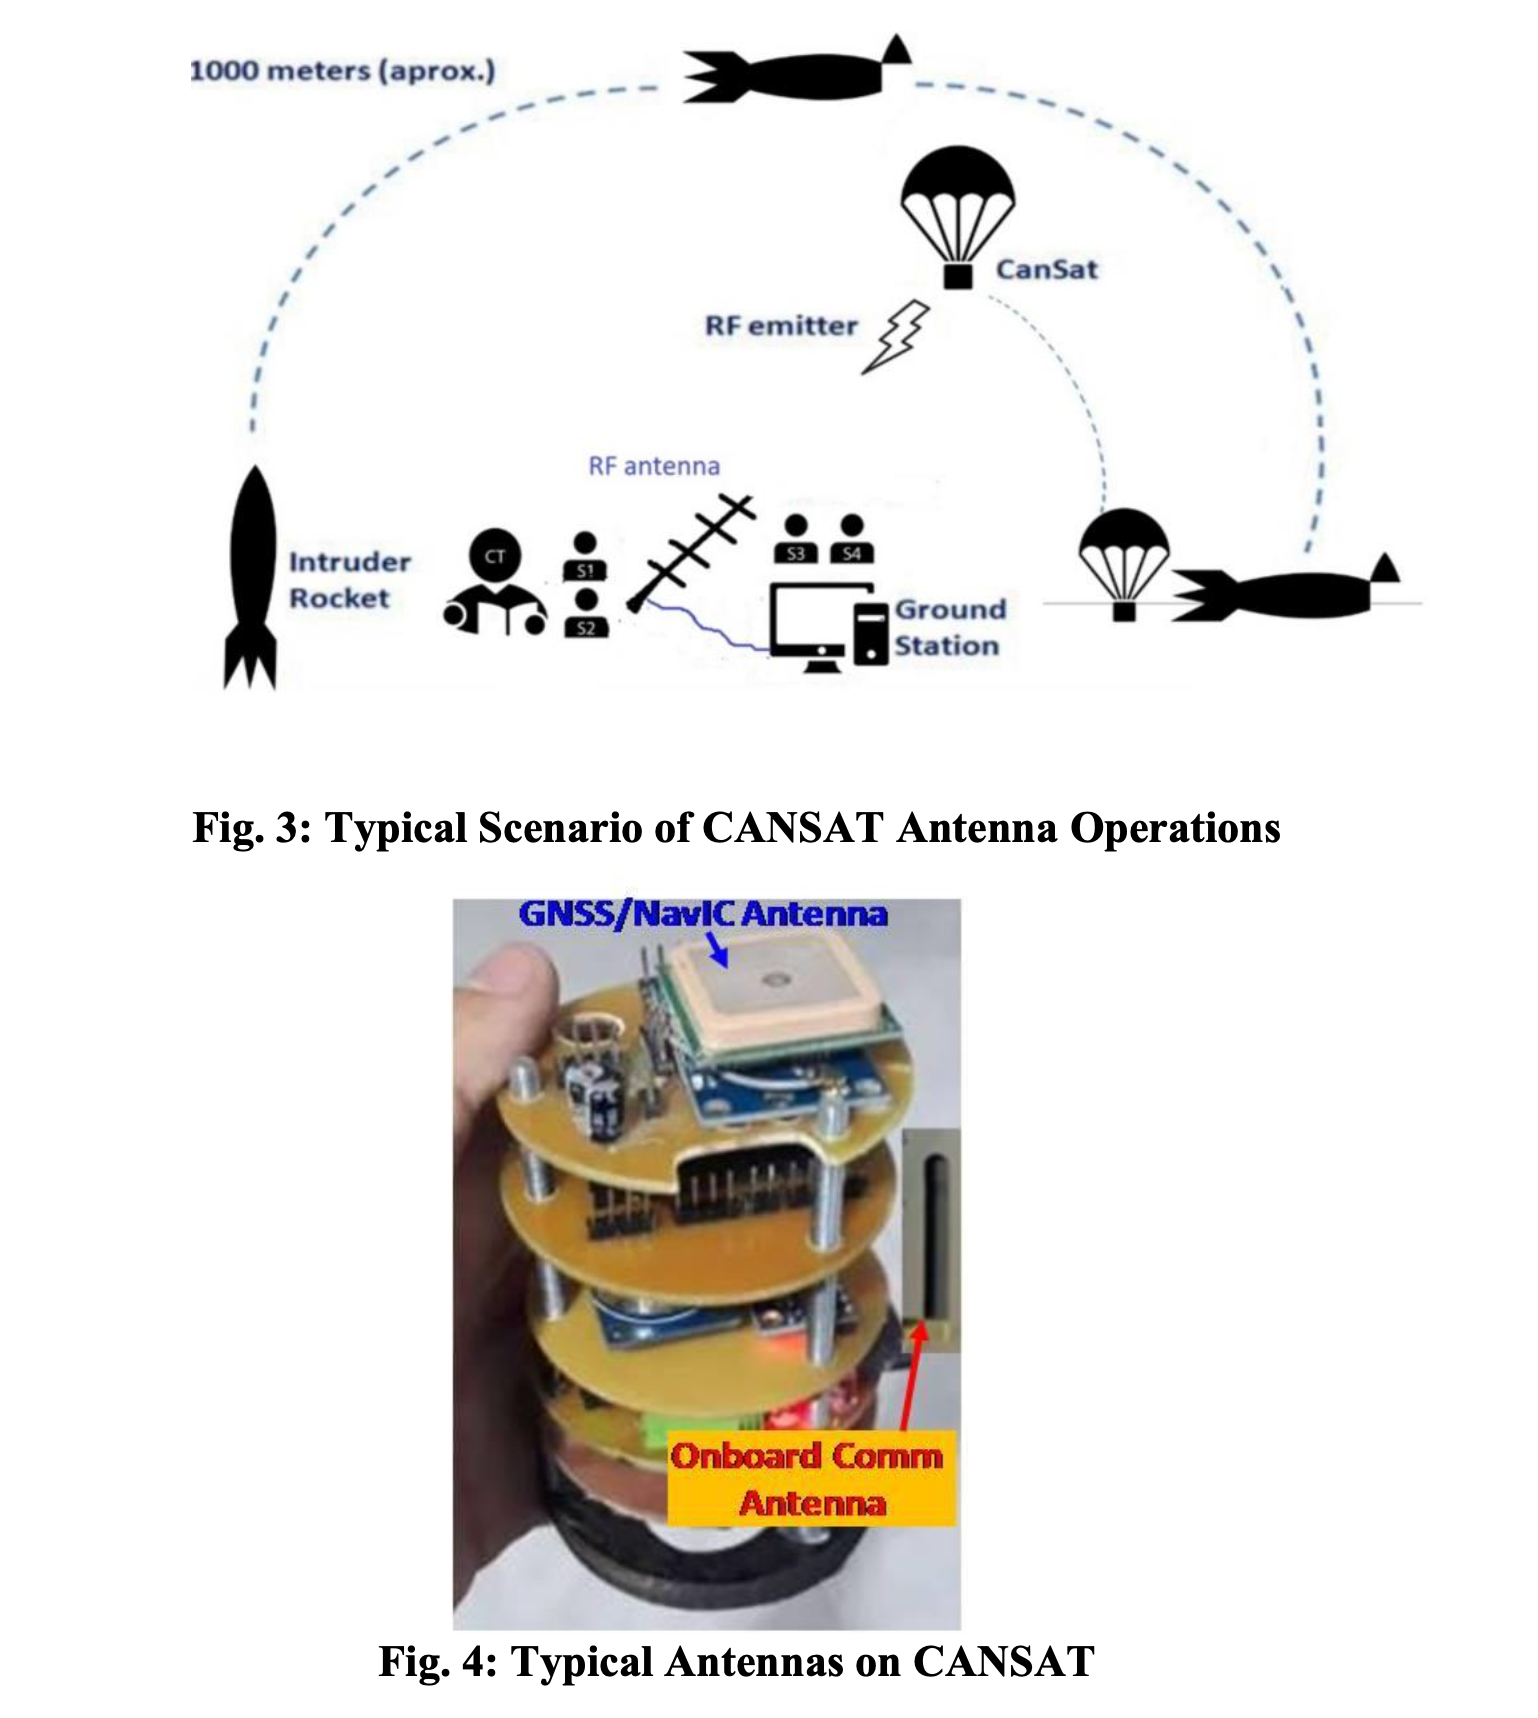 1000 meters (aprox.)
CanSat
RF emitter
RF antenna
Intruder
Rocket
CT
S1
S2
S3
S4
Ground
Station
Fig. 3: Typical Scenario of CANSAT Antenna Operations
GNSS/NavIC Antenna
Onboard Comm
Antenna
Fig. 4: Typical Antennas on CANSAT